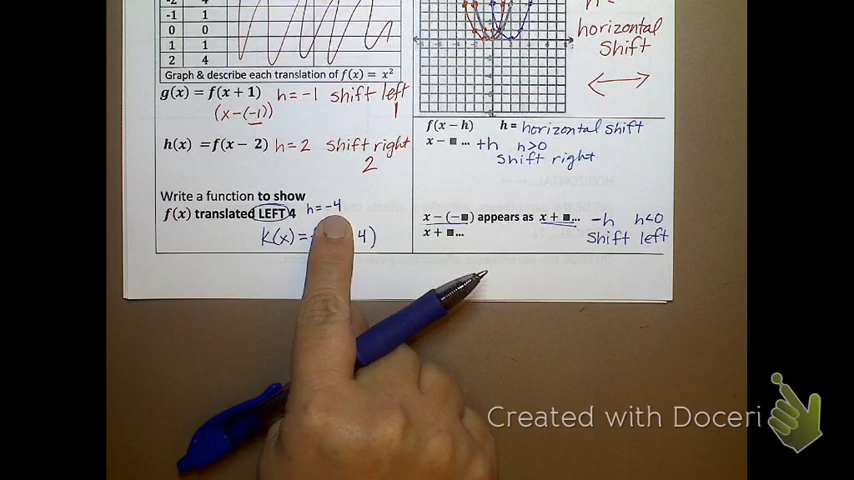 -2 4
-1 1
0 0
1 1
2 4
Graph & describe each translation of f(x) = x²
g(x) = f(x + 1) h = -1 shift left 1
(x-(-1))
h(x) = f(x − 2) h = 2 shift right 2
Write a function to show
f(x) translated LEFT 4 h = -4
K(x) = 4)
horizontal
shift
f(x − h) h = horizontal shift
x − ■ ... +h h>0
shift right
x − (−■) appears as x + ■... -h h<0
x + ■... shift left
Created with Doceri